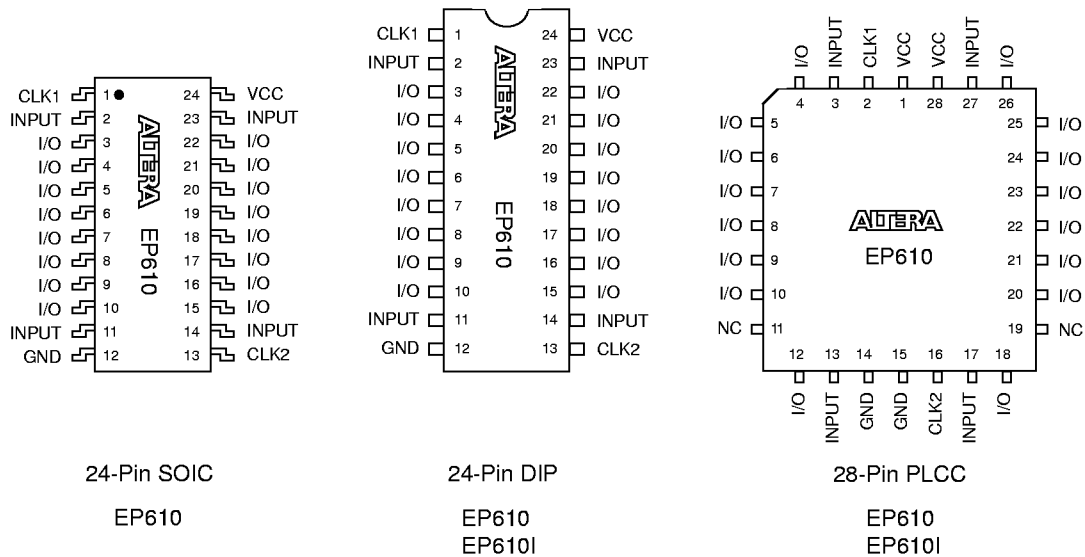 CLK1 1 24 VCC
INPUT 2 23 INPUT
I/O 3 22 I/O
I/O 4 21 I/O
I/O 5 20 I/O
I/O 6 19 I/O
I/O 7 18 I/O
I/O 8 17 I/O
I/O 9 16 I/O
I/O 10 15 I/O
INPUT 11 14 INPUT
GND 12 13 CLK2
ALTERA
EP610
24-Pin SOIC
EP610
CLK1 1 24 VCC
INPUT 2 23 INPUT
I/O 3 22 I/O
I/O 4 21 I/O
I/O 5 20 I/O
I/O 6 19 I/O
I/O 7 18 I/O
I/O 8 17 I/O
I/O 9 16 I/O
I/O 10 15 I/O
INPUT 11 14 INPUT
GND 12 13 CLK2
ALTERA
EP610
24-Pin DIP
EP610
EP610I
I/O INPUT CLK1 VCC VCC INPUT I/O
4 3 2 1 28 27 26
I/O 5 25 I/O
I/O 6 24 I/O
I/O 7 23 I/O
I/O 8 22 I/O
I/O 9 21 I/O
I/O 10 20 I/O
NC 11 19 NC
ALTERA
EP610
12 13 14 15 16 17 18
I/O INPUT GND GND CLK2 INPUT I/O
28-Pin PLCC
EP610
EP610I